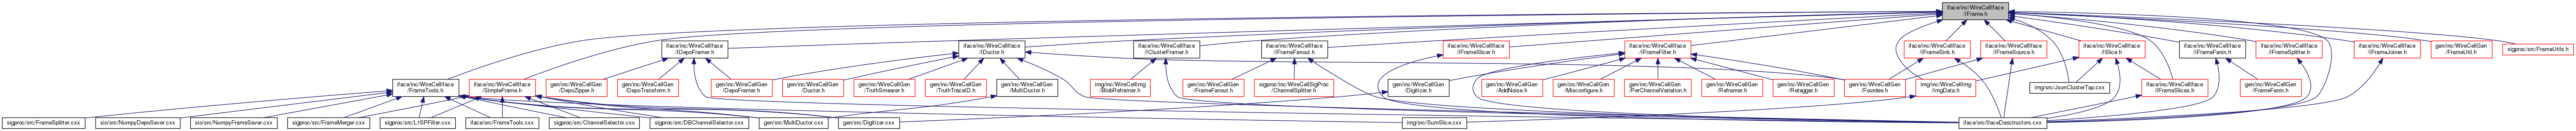 iface/inc/WireCellIface
/IFrame.h
iface/inc/WireCellIface
/IDepoFramer.h
iface/inc/WireCellIface
/IDuctor.h
iface/inc/WireCellIface
/IClusterFramer.h
iface/inc/WireCellIface
/IFrameFanout.h
iface/inc/WireCellIface
/IFrameSlicer.h
iface/inc/WireCellIface
/IFrameFilter.h
iface/inc/WireCellIface
/IFrameSink.h
iface/inc/WireCellIface
/IFrameSource.h
iface/inc/WireCellIface
/ISlice.h
iface/inc/WireCellIface
/IFrameFanin.h
iface/inc/WireCellIface
/IFrameSplitter.h
iface/inc/WireCellIface
/IFrameJoiner.h
gen/inc/WireCellGen
/FrameUtil.h
sigproc/src/FrameUtils.h
iface/inc/WireCellIface
/FrameTools.h
iface/inc/WireCellIface
/SimpleFrame.h
gen/inc/WireCellGen
/DepoZipper.h
gen/inc/WireCellGen
/DepoTransform.h
gen/inc/WireCellGen
/DepoFramer.h
gen/inc/WireCellGen
/Ductor.h
gen/inc/WireCellGen
/TruthSmearer.h
gen/inc/WireCellGen
/TruthTraceID.h
gen/inc/WireCellGen
/MultiDuctor.h
img/inc/WireCellImg
/BlobReframer.h
gen/inc/WireCellGen
/FrameFanout.h
sigproc/inc/WireCellSigProc
/ChannelSplitter.h
gen/inc/WireCellGen
/Digitizer.h
gen/inc/WireCellGen
/AddNoise.h
gen/inc/WireCellGen
/Misconfigure.h
gen/inc/WireCellGen
/PerChannelVariation.h
gen/inc/WireCellGen
/Reframer.h
gen/inc/WireCellGen
/Retagger.h
gen/inc/WireCellGen
/Fourdee.h
img/inc/WireCellImg
/ImgData.h
img/src/JsonClusterTap.cxx
iface/inc/WireCellIface
/IFrameSlices.h
gen/inc/WireCellGen
/FrameFanin.h
sigproc/src/FrameSplitter.cxx
sio/src/NumpyDepoSaver.cxx
sio/src/NumpyFrameSaver.cxx
sigproc/src/FrameMerger.cxx
sigproc/src/L1SPFilter.cxx
iface/src/FrameTools.cxx
sigproc/src/ChannelSelector.cxx
sigproc/src/DBChannelSelector.cxx
gen/src/MultiDuctor.cxx
gen/src/Digitizer.cxx
img/src/SumSlice.cxx
iface/src/IfaceDesctructors.cxx